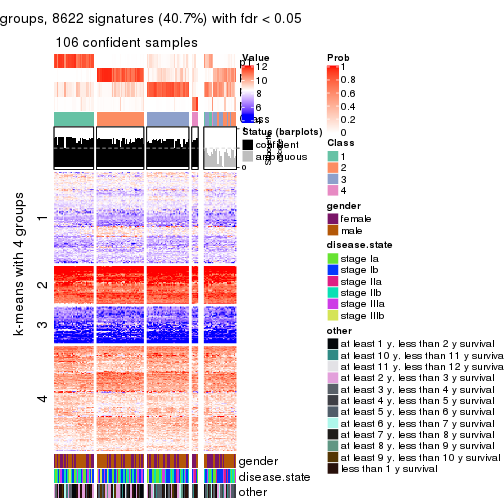 groups, 8622 signatures (40.7%) with fdr < 0.05
106 confident samples
Value
12
10
8
6
Class
Status (barplots)
confident
ambiguous
0
k-means with 4 groups
1
2
3
4
gender
disease.state
other
Prob
1
0.8
0.6
0.4
0.2
0
Class
1
2
3
4
gender
female
male
disease.state
stage Ia
stage Ib
stage IIa
stage IIb
stage IIIa
stage IIIb
other
at least 1 y. less than 2 y survival
at least 10 y. less than 11 y survival
at least 11 y. less than 12 y survival
at least 2 y. less than 3 y survival
at least 3 y. less than 4 y survival
at least 4 y. less than 5 y survival
at least 5 y. less than 6 y survival
at least 6 y. less than 7 y survival
at least 7 y. less than 8 y survival
at least 8 y. less than 9 y survival
at least 9 y. less than 10 y survival
less than 1 y survival